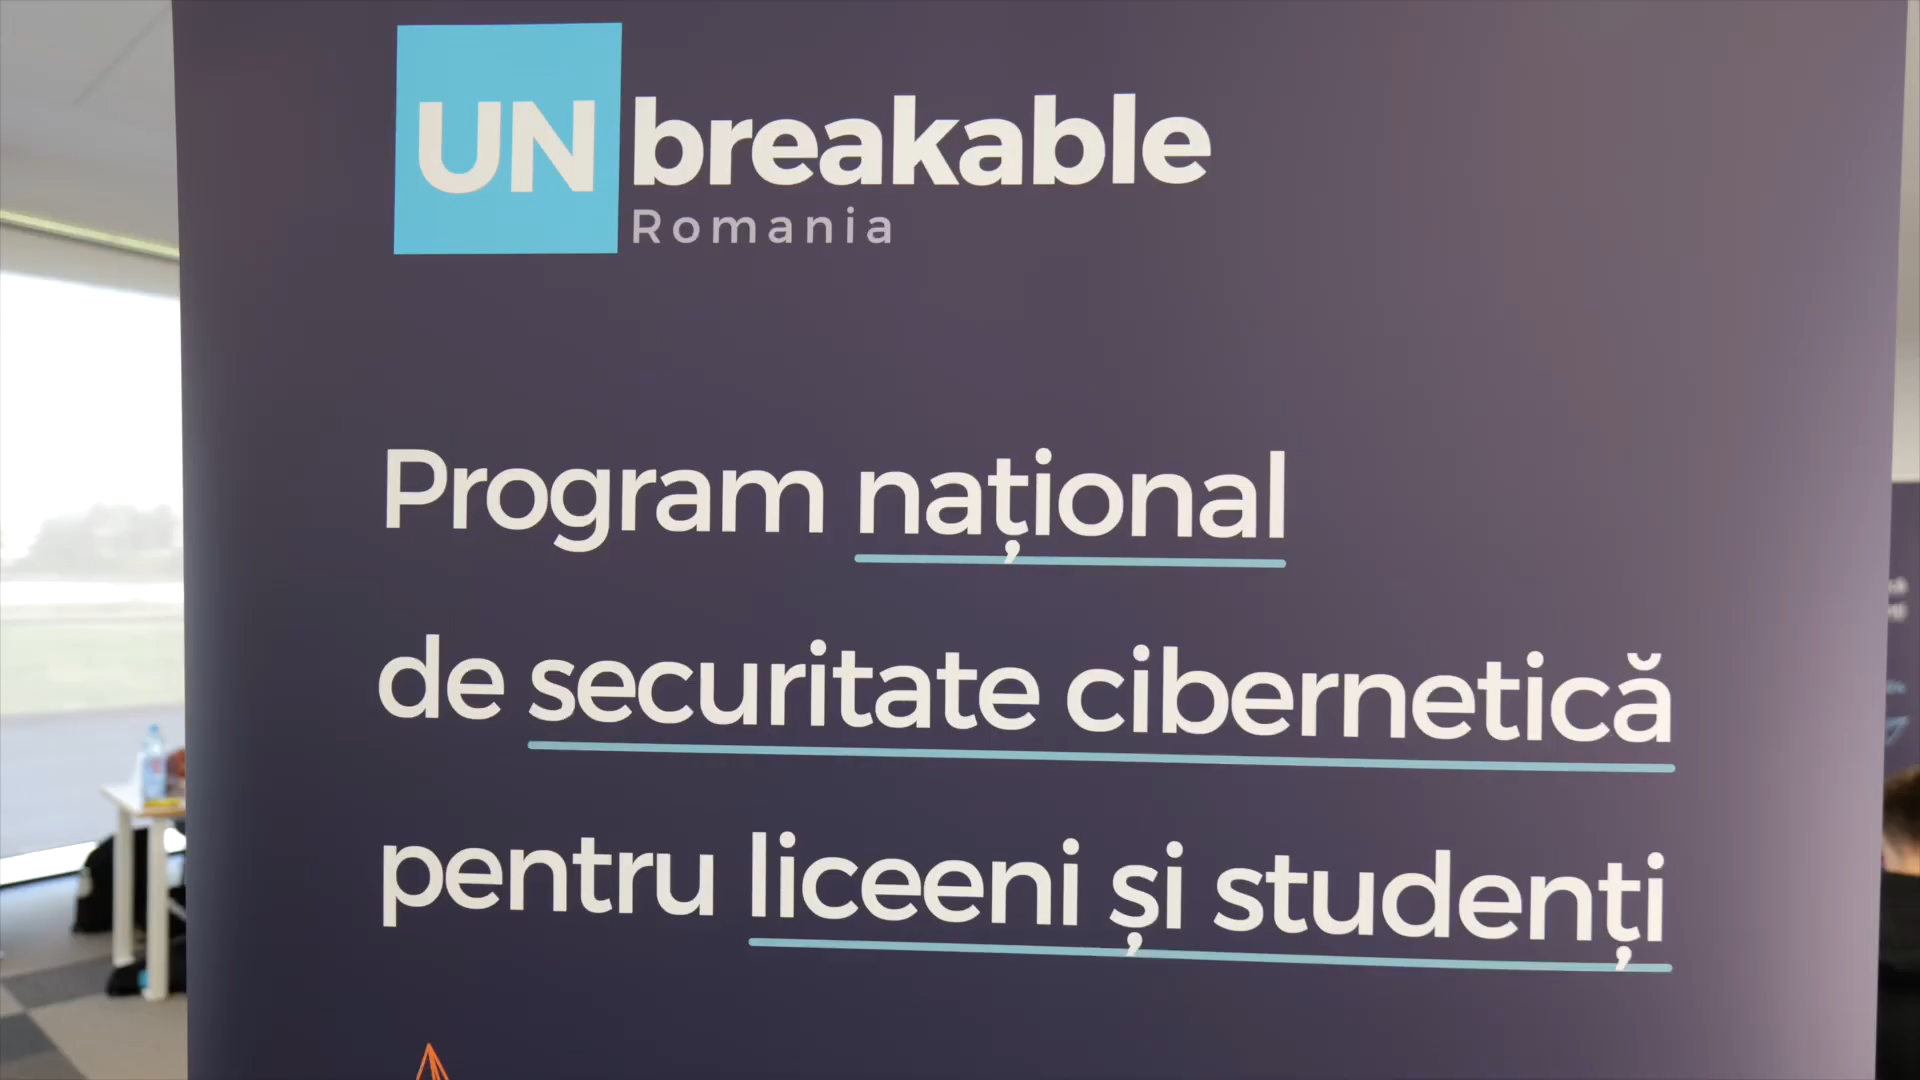 UNbreakable
Romania
Program național
de securitate cibernetică
pentru liceeni și studenți